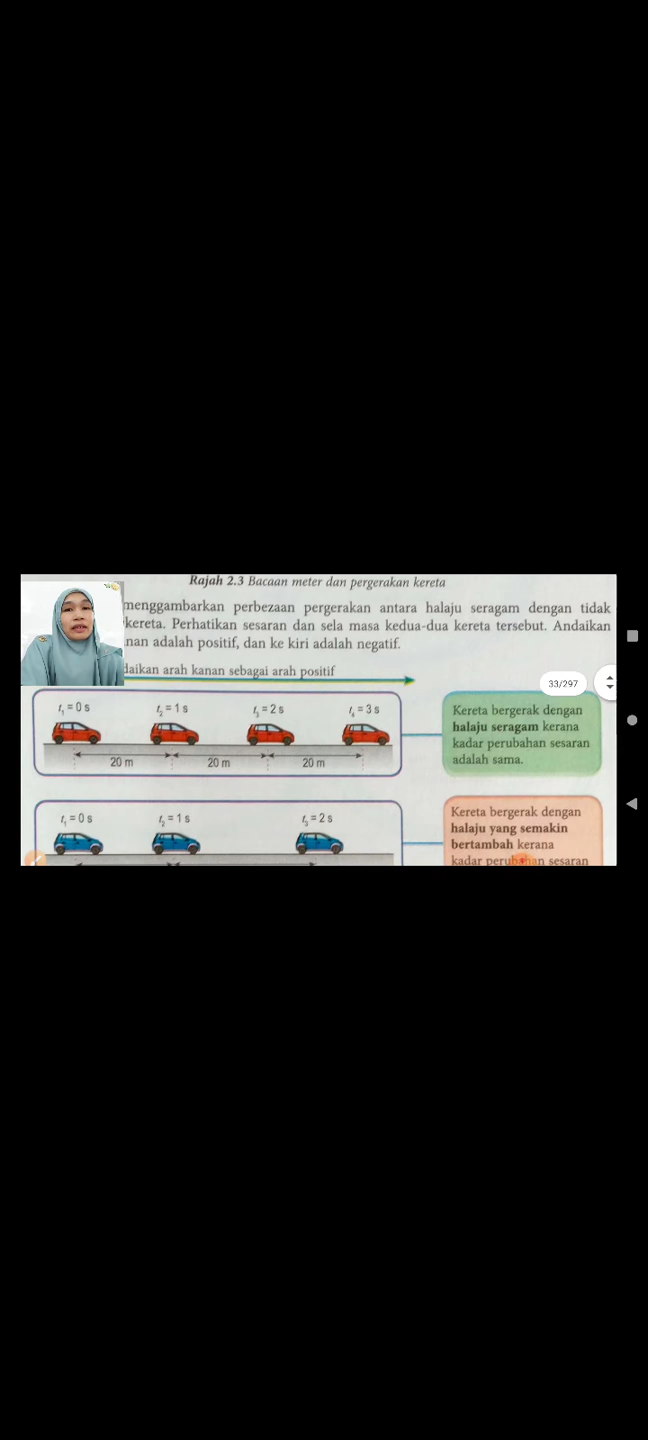 Rajah 2.3 Bacaan meter dan pergerakan kereta
menggambarkan perbezaan pergerakan antara halaju seragam dengan tidak
kereta. Perhatikan sesaran dan sela masa kedua-dua kereta tersebut. Andaikan
nan adalah positif, dan ke kiri adalah negatif.
daikan arah kanan sebagai arah positif
33/297
t₁ = 0 s t₂ = 1 s t₃ = 2 s t₄ = 3 s
20 m 20 m 20 m
Kereta bergerak dengan
halaju seragam kerana
kadar perubahan sesaran
adalah sama.
t₁ = 0 s t₂ = 1 s t₃ = 2 s
Kereta bergerak dengan
halaju yang semakin
bertambah kerana
kadar perubahan sesaran